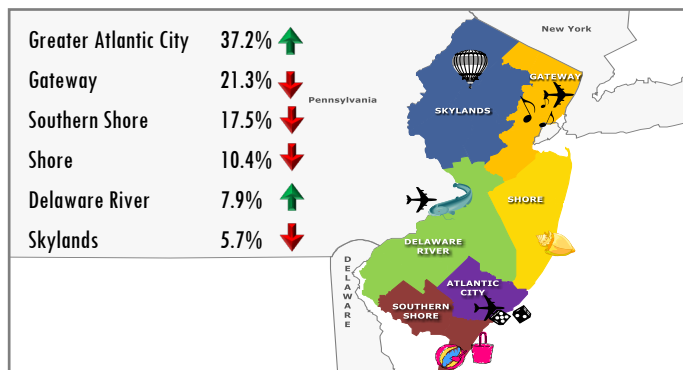 Greater Atlantic City 37.2%
Gateway 21.3%
Southern Shore 17.5%
Shore 10.4%
Delaware River 7.9%
Skylands 5.7%
New York
Pennsylvania
GATEWAY
SKYLANDS
SHORE
DELAWARE
RIVER
ATLANTIC
CITY
SOUTHERN
SHORE
DELAWARE